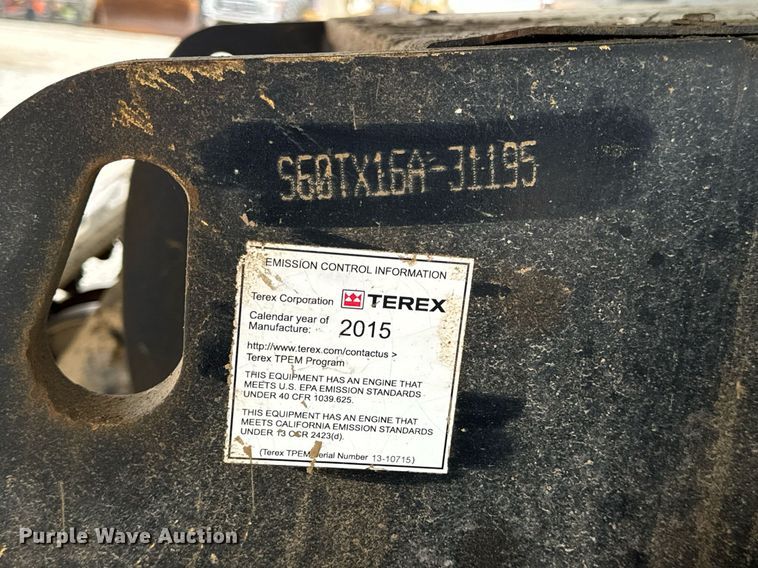 S60TX16A-31195
EMISSION CONTROL INFORMATION
Terex Corporation TEREX
Calendar year of
Manufacture: 2015
http://www.terex.com/contactus >
Terex TPEM Program
THIS EQUIPMENT HAS AN ENGINE THAT
MEETS U.S. EPA EMISSION STANDARDS
UNDER 40 CFR 1039.625.
THIS EQUIPMENT HAS AN ENGINE THAT
MEETS CALIFORNIA EMISSION STANDARDS
UNDER 13 CCR 2423(d).
(Terex TPEM Serial Number 13-10715)
Purple Wave Auction